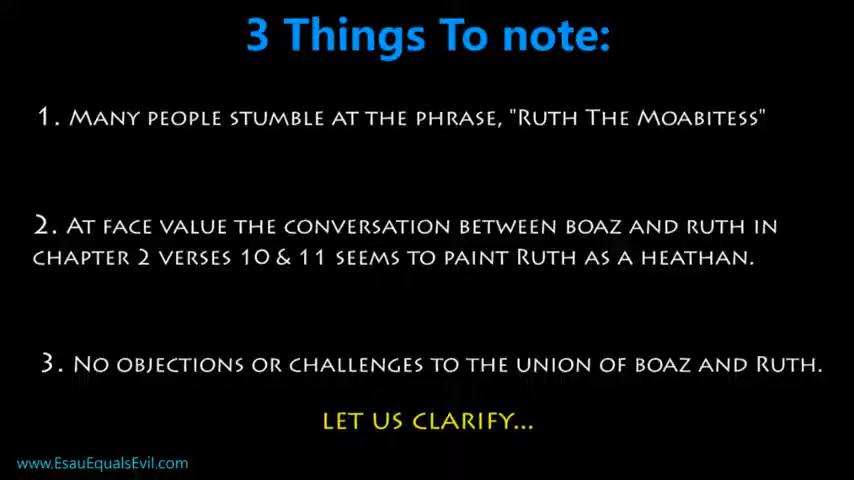 3 Things To note:
1. Many people stumble at the phrase, "Ruth The Moabitess"
2. At face value the conversation between boaz and ruth in
chapter 2 verses 10 & 11 seems to paint Ruth as a heathan.
3. No objections or challenges to the union of boaz and Ruth.
Let us clarify...
www.EsauEqualsEvil.com